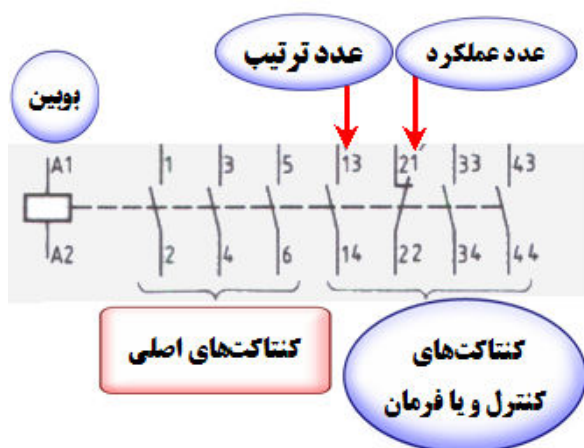 عدد ترتیب
عدد عملکرد
بوبین
A1 1 3 5 13 21 33 43
A2 2 4 6 14 22 34 44
کنتاکت‌های اصلی
کنتاکت‌های
کنترل و یا فرمان